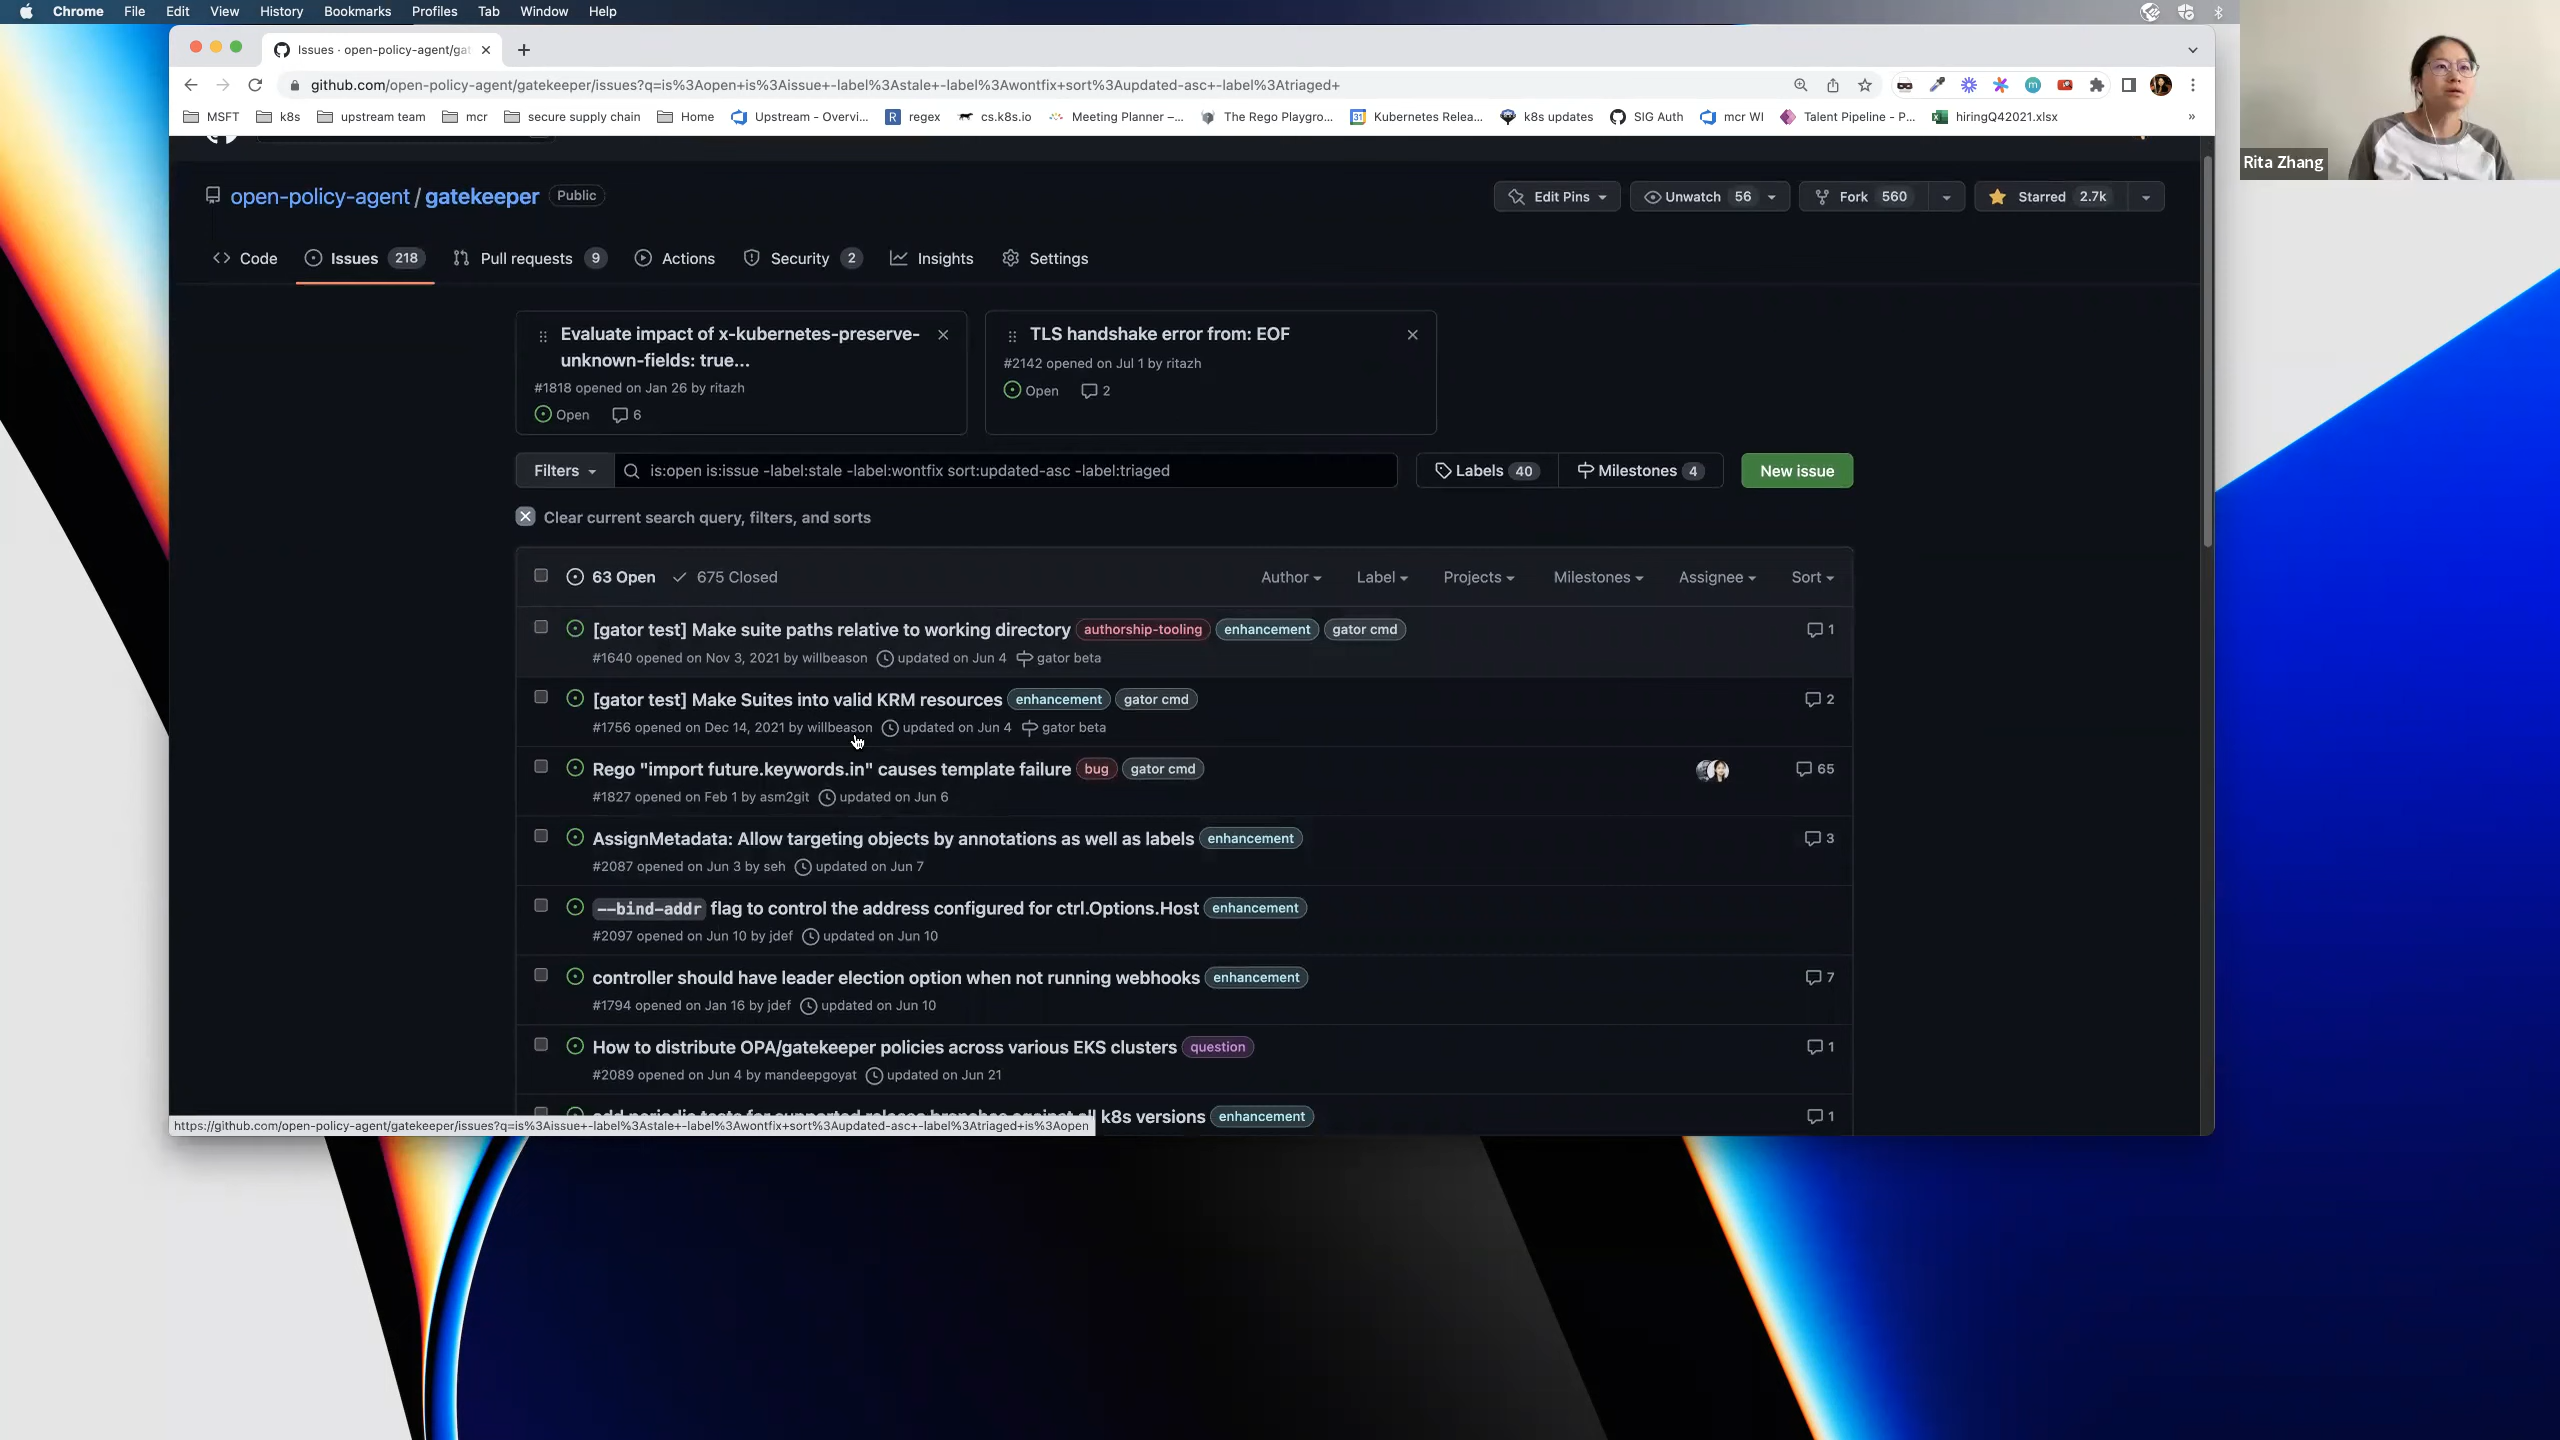 Chrome File Edit View History Bookmarks Profiles Tab Window Help
Issues · open-policy-agent/gat
github.com/open-policy-agent/gatekeeper/issues?q=is%3Aopen+is%3Aissue+-label%3Astale+-label%3Awontfix+sort%3Aupdated-asc+-label%3Atriaged+
MSFT k8s upstream team mcr secure supply chain Home Upstream - Overvi... regex cs.k8s.io Meeting Planner –... The Rego Playgro... Kubernetes Relea... k8s updates SIG Auth mcr WI Talent Pipeline - P... hiringQ42021.xlsx »
Rita Zhang
open-policy-agent / gatekeeper Public
Edit Pins Unwatch 56 Fork 560 Starred 2.7k
Code Issues 218 Pull requests 9 Actions Security 2 Insights Settings
Evaluate impact of x-kubernetes-preserve-
unknown-fields: true...
#1818 opened on Jan 26 by ritazh
Open 6
TLS handshake error from: EOF
#2142 opened on Jul 1 by ritazh
Open 2
Filters is:open is:issue -label:stale -label:wontfix sort:updated-asc -label:triaged Labels 40 Milestones 4 New issue
Clear current search query, filters, and sorts
63 Open 675 Closed Author Label Projects Milestones Assignee Sort
[gator test] Make suite paths relative to working directory authorship-tooling enhancement gator cmd 1
#1640 opened on Nov 3, 2021 by willbeason updated on Jun 4 gator beta
[gator test] Make Suites into valid KRM resources enhancement gator cmd 2
#1756 opened on Dec 14, 2021 by willbeason updated on Jun 4 gator beta
Rego "import future.keywords.in" causes template failure bug gator cmd 65
#1827 opened on Feb 1 by asm2git updated on Jun 6
AssignMetadata: Allow targeting objects by annotations as well as labels enhancement 3
#2087 opened on Jun 3 by seh updated on Jun 7
--bind-addr flag to control the address configured for ctrl.Options.Host enhancement
#2097 opened on Jun 10 by jdef updated on Jun 10
controller should have leader election option when not running webhooks enhancement 7
#1794 opened on Jan 16 by jdef updated on Jun 10
How to distribute OPA/gatekeeper policies across various EKS clusters question 1
#2089 opened on Jun 4 by mandeepgoyat updated on Jun 21
add periodic tests for supported release branches against all k8s versions enhancement 1
https://github.com/open-policy-agent/gatekeeper/issues?q=is%3Aissue+-label%3Astale+-label%3Awontfix+sort%3Aupdated-asc+-label%3Atriaged+is%3Aopen